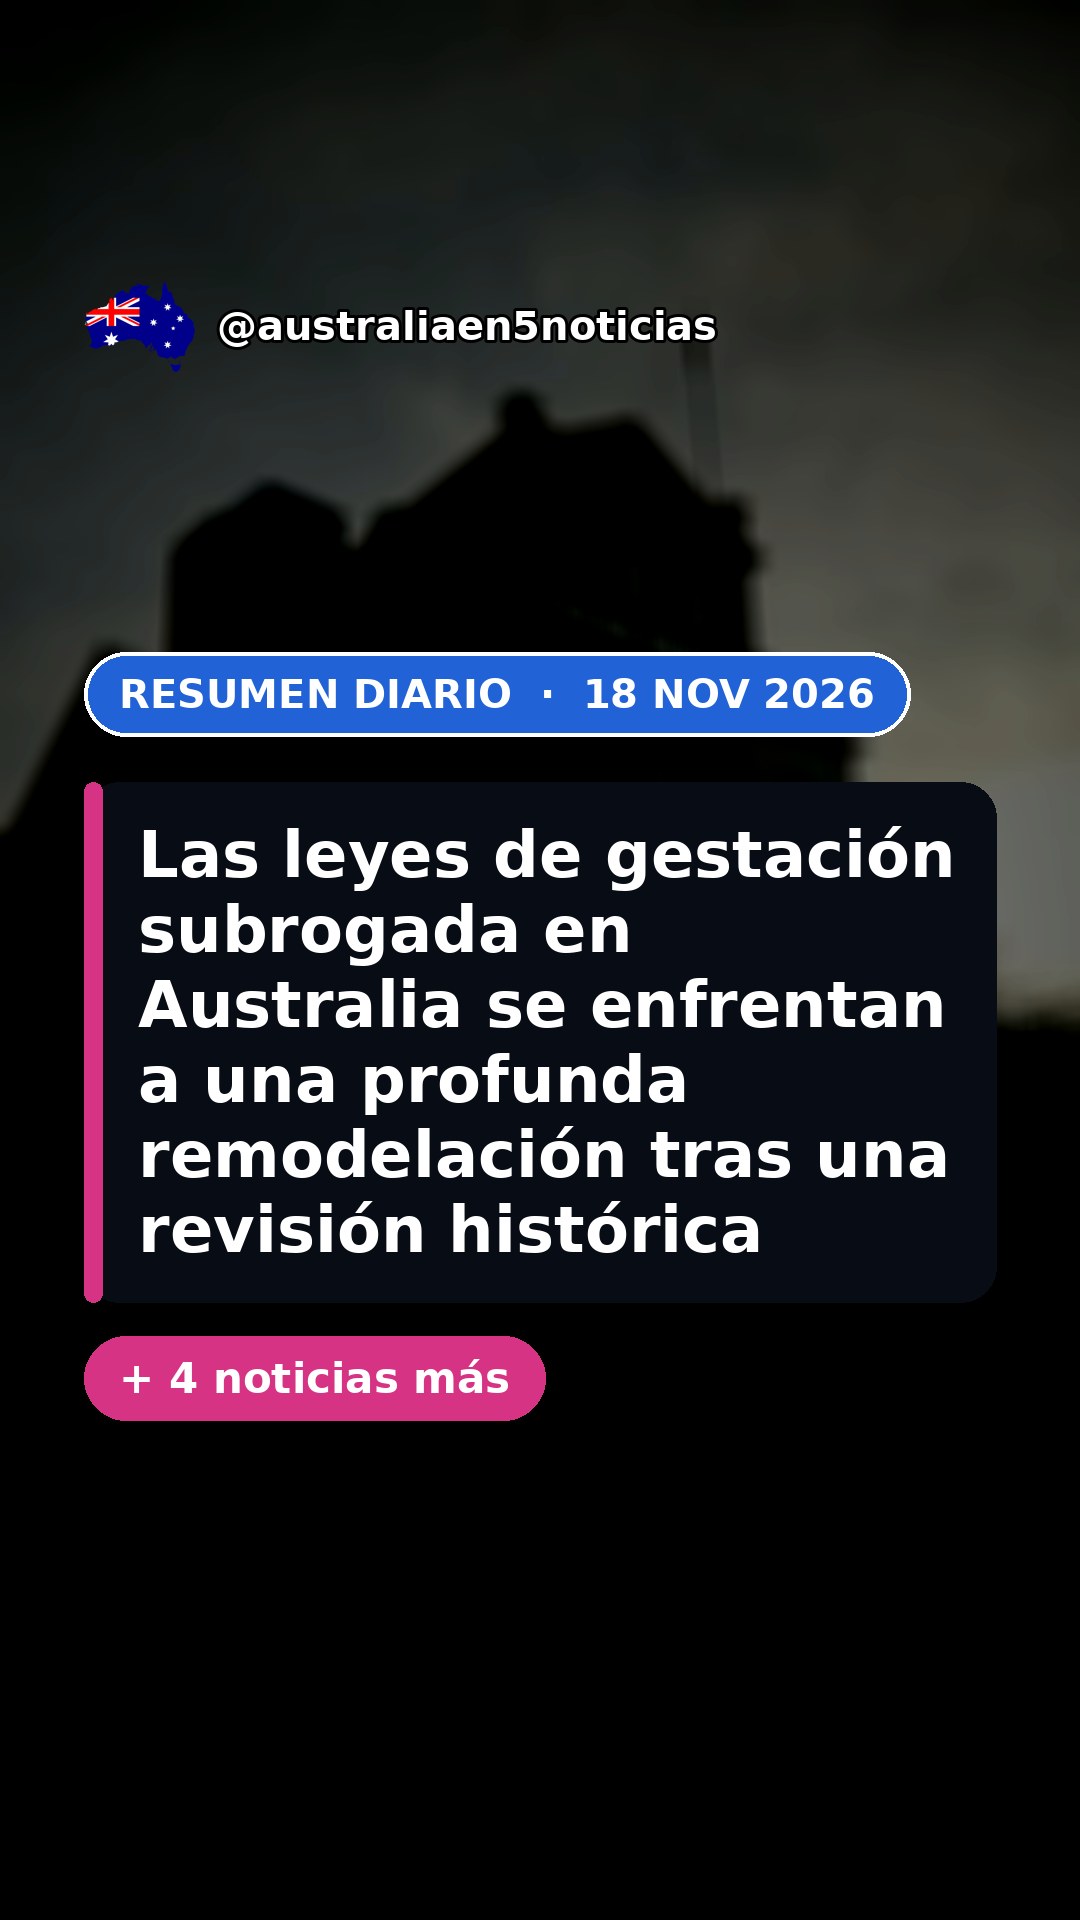 @australiaen5noticias
RESUMEN DIARIO · 18 NOV 2026
Las leyes de gestación
subrogada en
Australia se enfrentan
a una profunda
remodelación tras una
revisión histórica
+ 4 noticias más